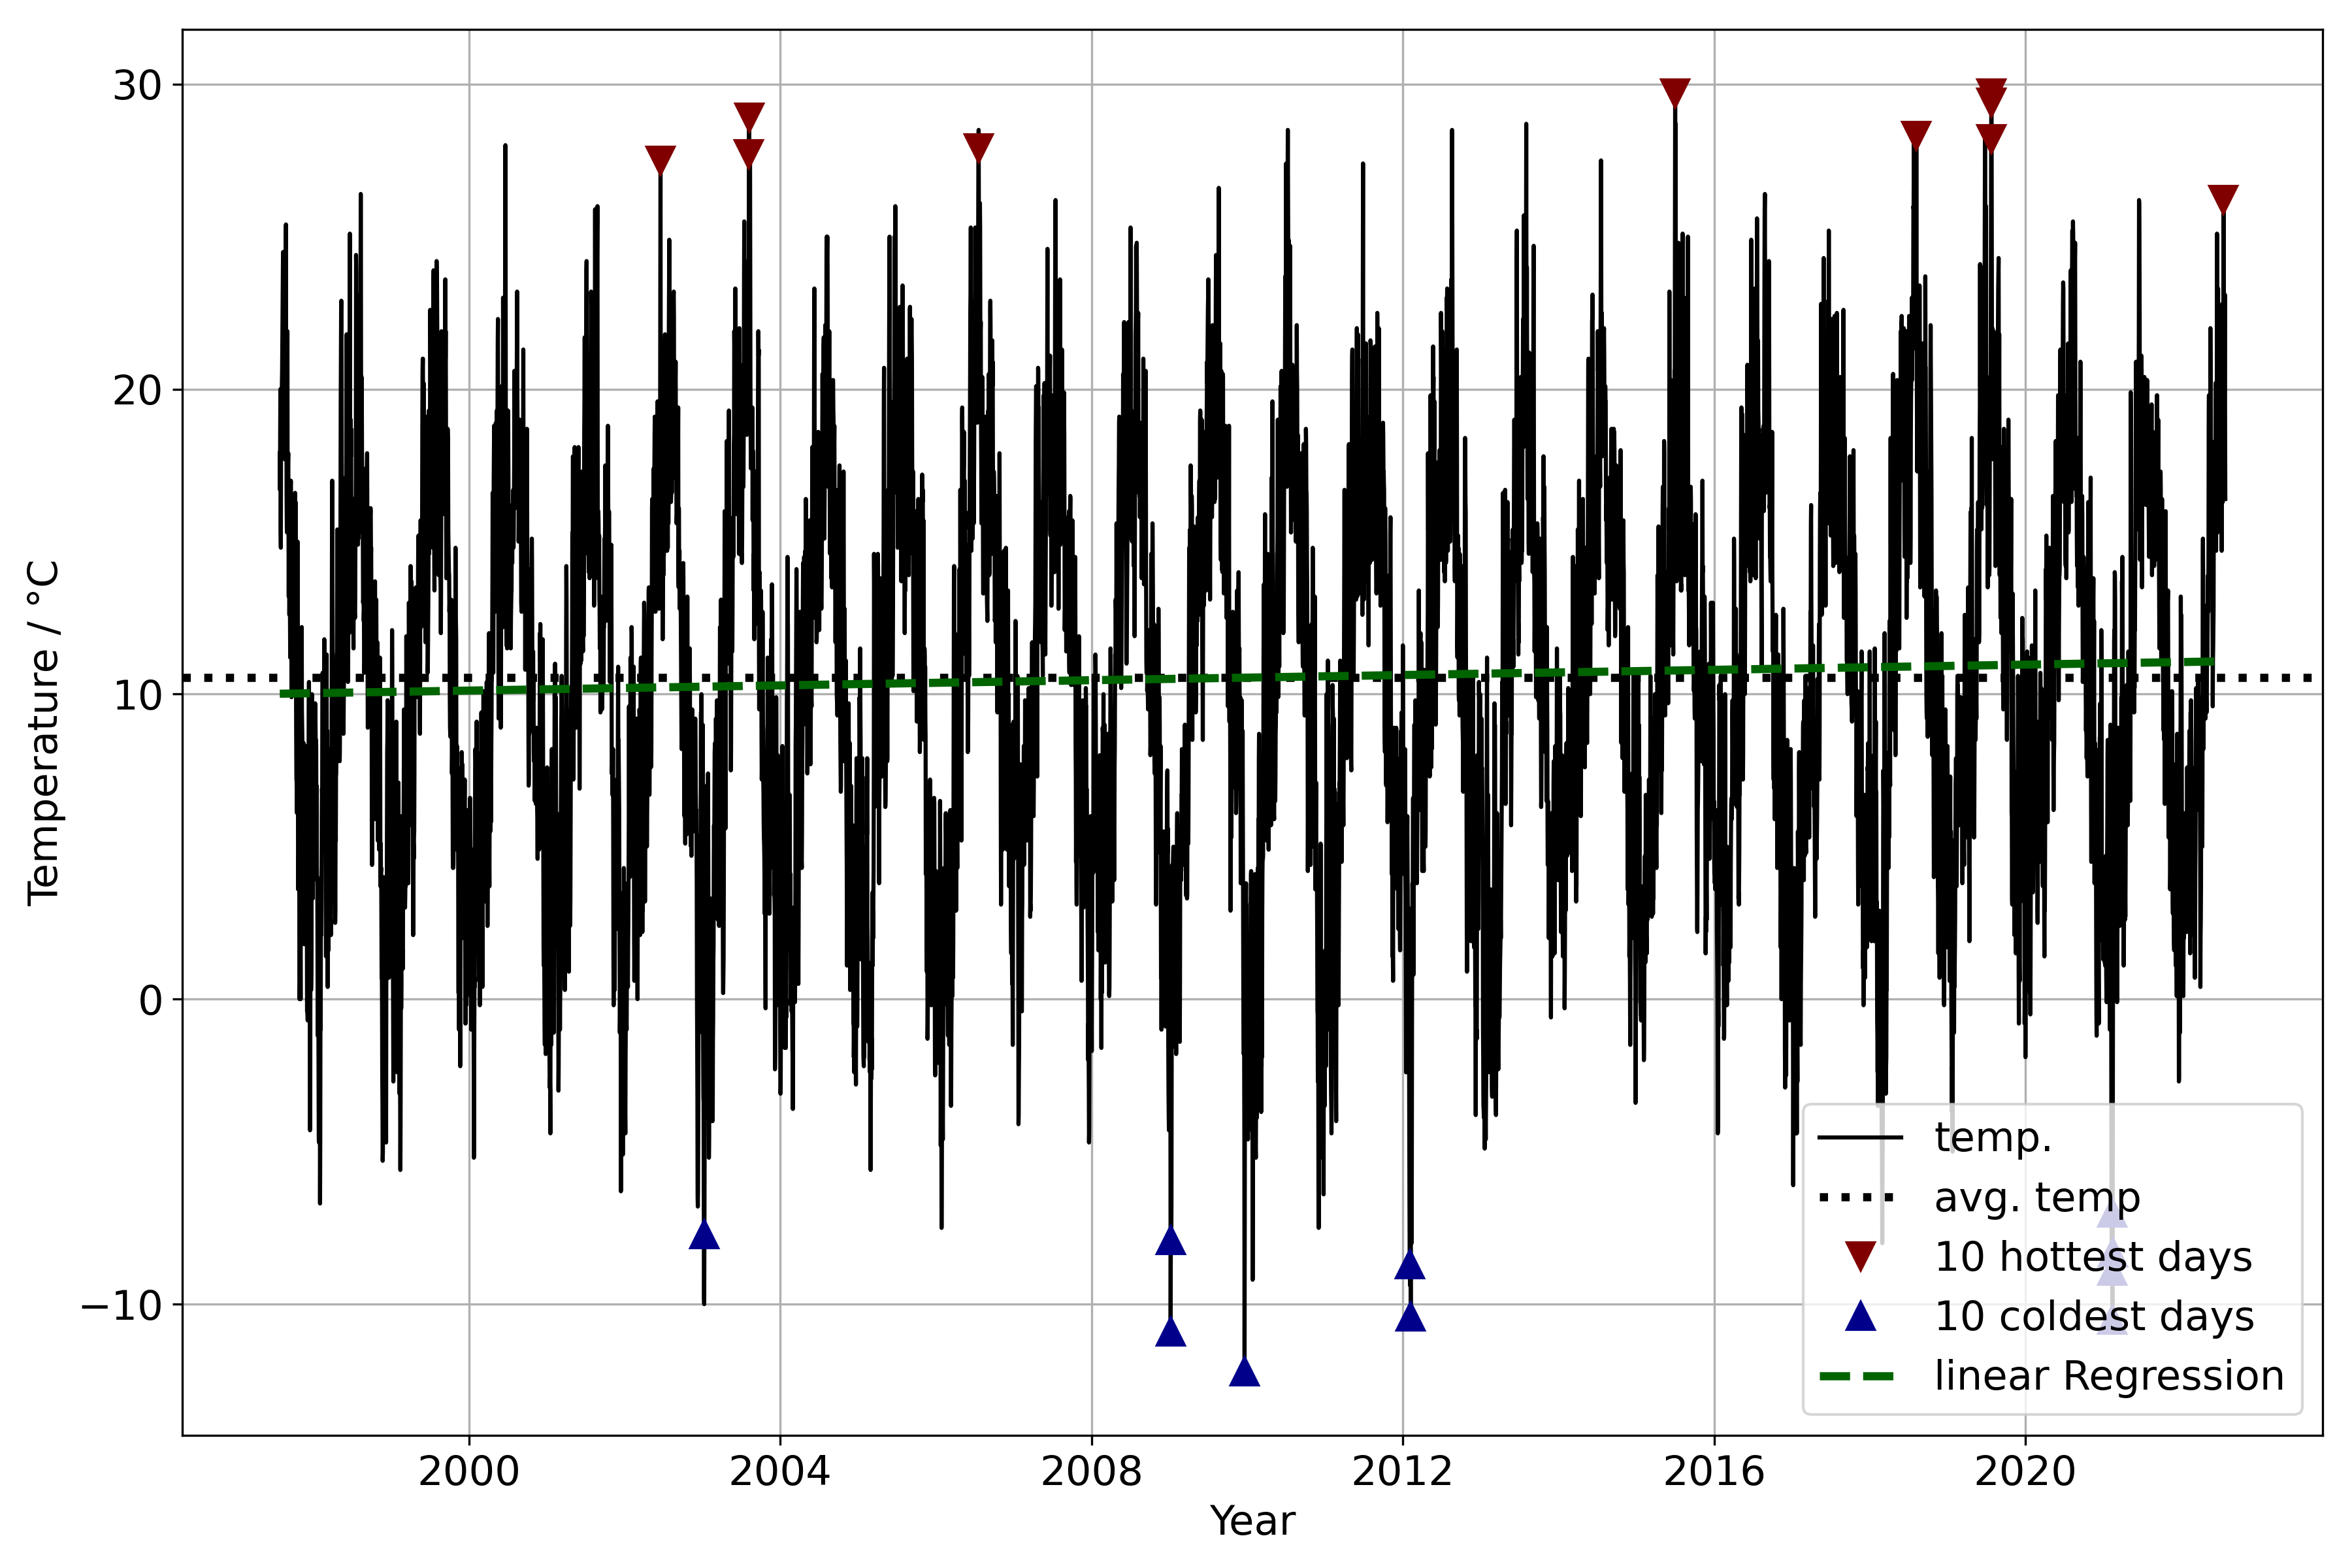 30
20
10
0
−10
Temperature / °C
2000
2004
2008
2012
2016
2020
Year
temp.
avg. temp
10 hottest days
10 coldest days
linear Regression